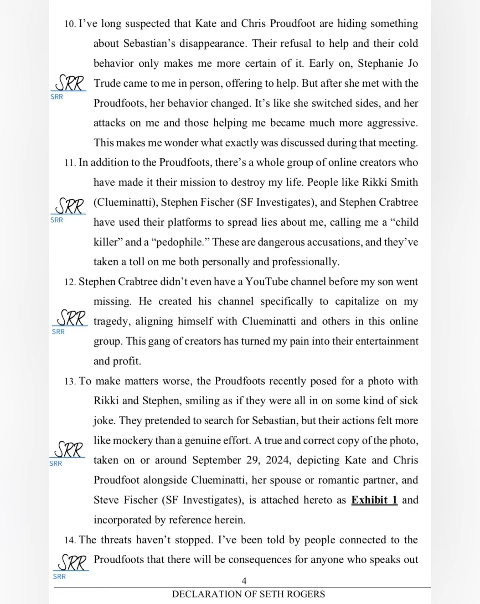 10. I've long suspected that Kate and Chris Proudfoot are hiding something
about Sebastian's disappearance. Their refusal to help and their cold
behavior only makes me more certain of it. Early on, Stephanie Jo
SRR Trude came to me in person, offering to help. But after she met with the
SRR
Proudfoots, her behavior changed. It's like she switched sides, and her
attacks on me and those helping me became much more aggressive.
This makes me wonder what exactly was discussed during that meeting.
11. In addition to the Proudfoots, there's a whole group of online creators who
have made it their mission to destroy my life. People like Rikki Smith
SRR (Clueminatti), Stephen Fischer (SF Investigates), and Stephen Crabtree
SRR
have used their platforms to spread lies about me, calling me a "child
killer" and a "pedophile." These are dangerous accusations, and they've
taken a toll on me both personally and professionally.
12. Stephen Crabtree didn't even have a YouTube channel before my son went
missing. He created his channel specifically to capitalize on my
SRR tragedy, aligning himself with Clueminatti and others in this online
SRR
group. This gang of creators has turned my pain into their entertainment
and profit.
13. To make matters worse, the Proudfoots recently posed for a photo with
Rikki and Stephen, smiling as if they were all in on some kind of sick
joke. They pretended to search for Sebastian, but their actions felt more
SRR like mockery than a genuine effort. A true and correct copy of the photo,
SRR
taken on or around September 29, 2024, depicting Kate and Chris
Proudfoot alongside Clueminatti, her spouse or romantic partner, and
Steve Fischer (SF Investigates), is attached hereto as Exhibit 1 and
incorporated by reference herein.
14. The threats haven't stopped. I've been told by people connected to the
SRR Proudfoots that there will be consequences for anyone who speaks out
SRR
4
DECLARATION OF SETH ROGERS